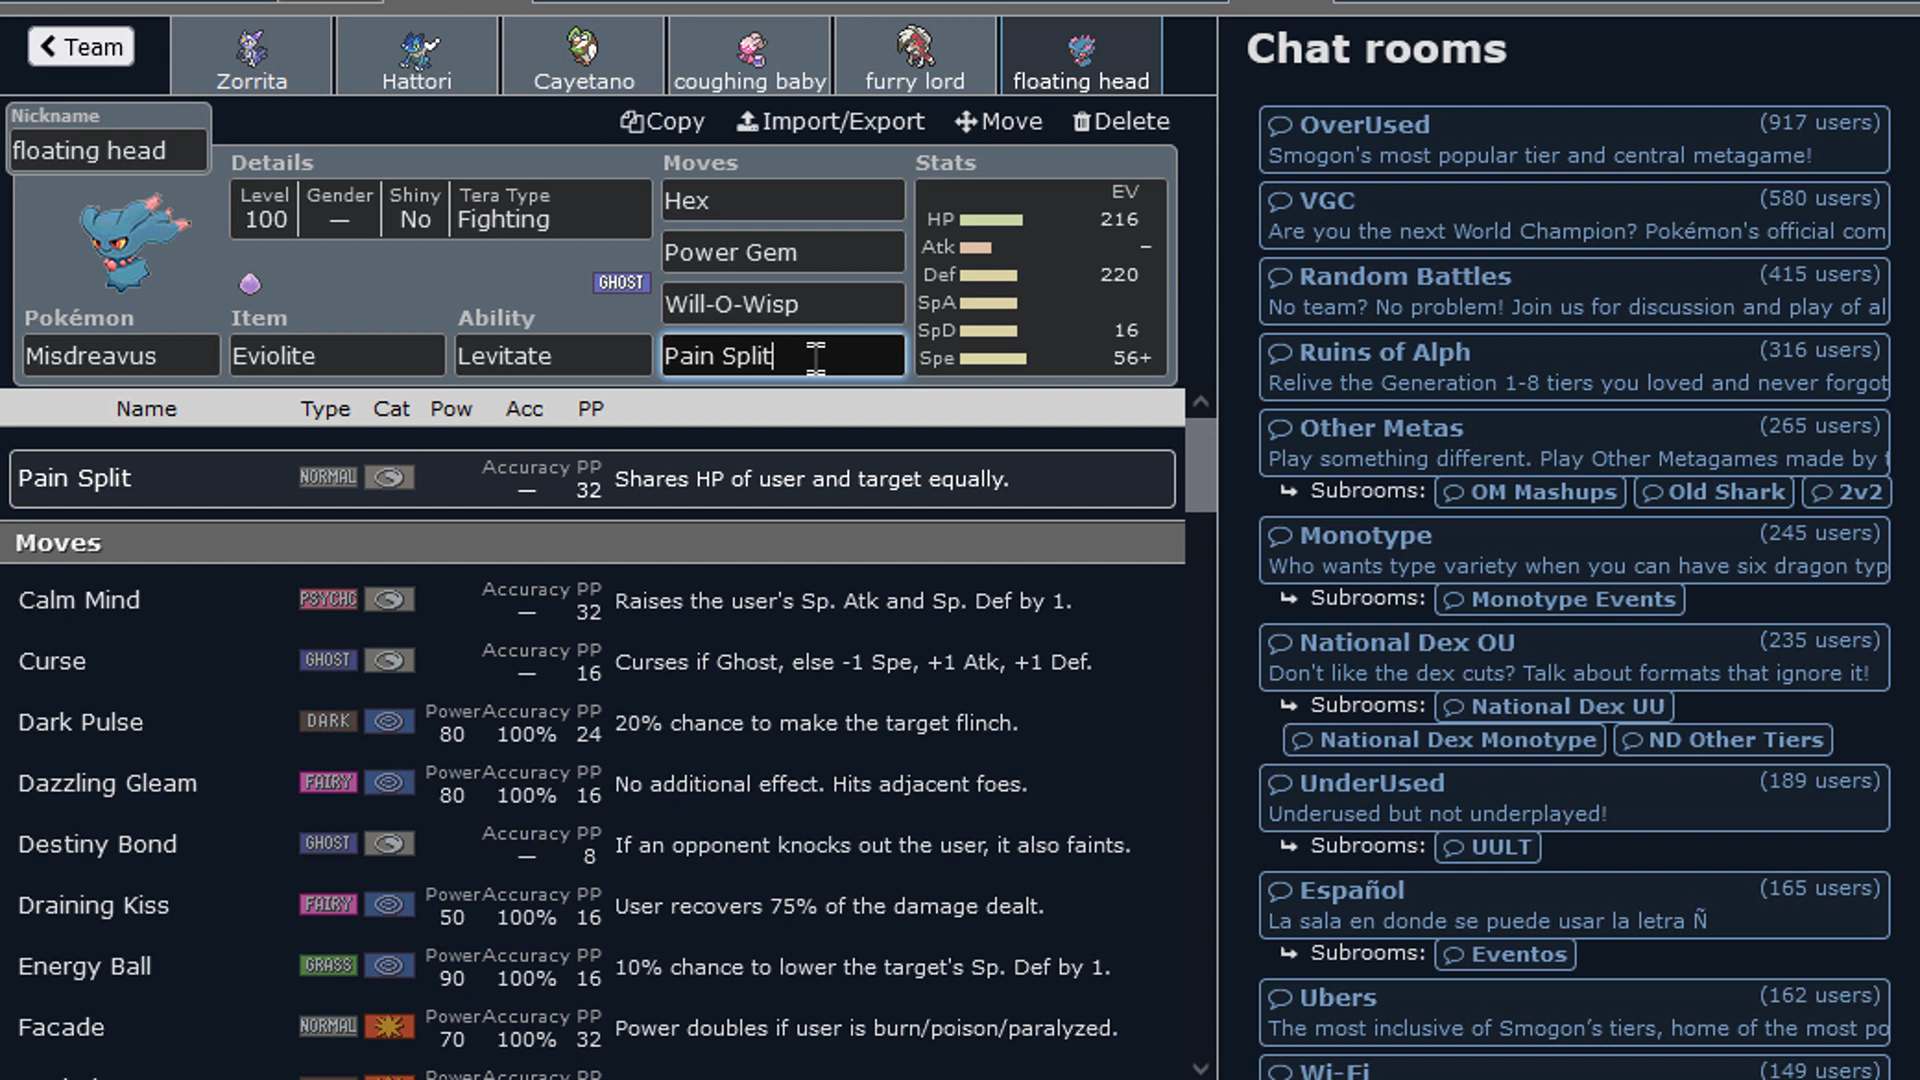 Team
Zorrita
Hattori
Cayetano
coughing baby
furry lord
floating head
Nickname
floating head
Copy
Import/Export
Move
Delete
Details
Level
100
Gender
—
Shiny
No
Tera Type
Fighting
GHOST
Pokémon
Misdreavus
Item
Eviolite
Ability
Levitate
Moves
Hex
Power Gem
Will-O-Wisp
Pain Split
Stats
EV
HP 216
Atk –
Def 220
SpA
SpD 16
Spe 56+
Name Type Cat Pow Acc PP
Pain Split NORMAL Accuracy — PP 32 Shares HP of user and target equally.
Moves
Calm Mind PSYCHC Accuracy — PP 32 Raises the user's Sp. Atk and Sp. Def by 1.
Curse GHOST Accuracy — PP 16 Curses if Ghost, else -1 Spe, +1 Atk, +1 Def.
Dark Pulse DARK Power 80 Accuracy 100% PP 24 20% chance to make the target flinch.
Dazzling Gleam FAIRY Power 80 Accuracy 100% PP 16 No additional effect. Hits adjacent foes.
Destiny Bond GHOST Accuracy — PP 8 If an opponent knocks out the user, it also faints.
Draining Kiss FAIRY Power 50 Accuracy 100% PP 16 User recovers 75% of the damage dealt.
Energy Ball GRASS Power 90 Accuracy 100% PP 16 10% chance to lower the target's Sp. Def by 1.
Facade NORMAL Power 70 Accuracy 100% PP 32 Power doubles if user is burn/poison/paralyzed.
Power Accuracy PP
Chat rooms
OverUsed (917 users)
Smogon's most popular tier and central metagame!
VGC (580 users)
Are you the next World Champion? Pokémon's official com
Random Battles (415 users)
No team? No problem! Join us for discussion and play of al
Ruins of Alph (316 users)
Relive the Generation 1-8 tiers you loved and never forgot
Other Metas (265 users)
Play something different. Play Other Metagames made by t
Subrooms: OM Mashups Old Shark 2v2
Monotype (245 users)
Who wants type variety when you can have six dragon typ
Subrooms: Monotype Events
National Dex OU (235 users)
Don't like the dex cuts? Talk about formats that ignore it!
Subrooms: National Dex UU
National Dex Monotype ND Other Tiers
UnderUsed (189 users)
Underused but not underplayed!
Subrooms: UULT
Español (165 users)
La sala en donde se puede usar la letra Ñ
Subrooms: Eventos
Ubers (162 users)
The most inclusive of Smogon's tiers, home of the most po
Wi-Fi (149 users)